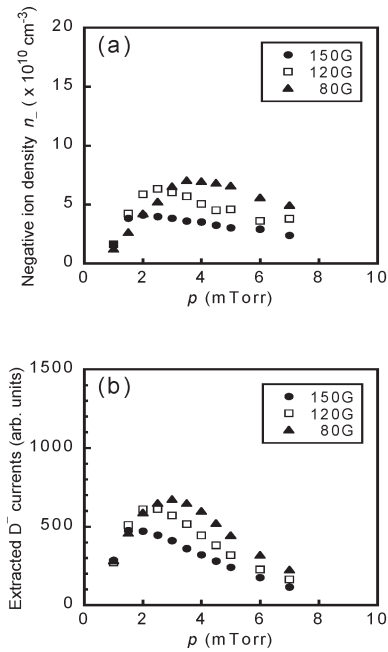 (a)
Negative ion density n_ ( x 10¹⁰ cm⁻³)
20
15
10
5
0
150G
120G
80G
0 2 4 6 8 10
p (mTorr)
(b)
Extracted D⁻ currents (arb. units)
1500
1000
500
0
150G
120G
80G
0 2 4 6 8 10
p (mTorr)